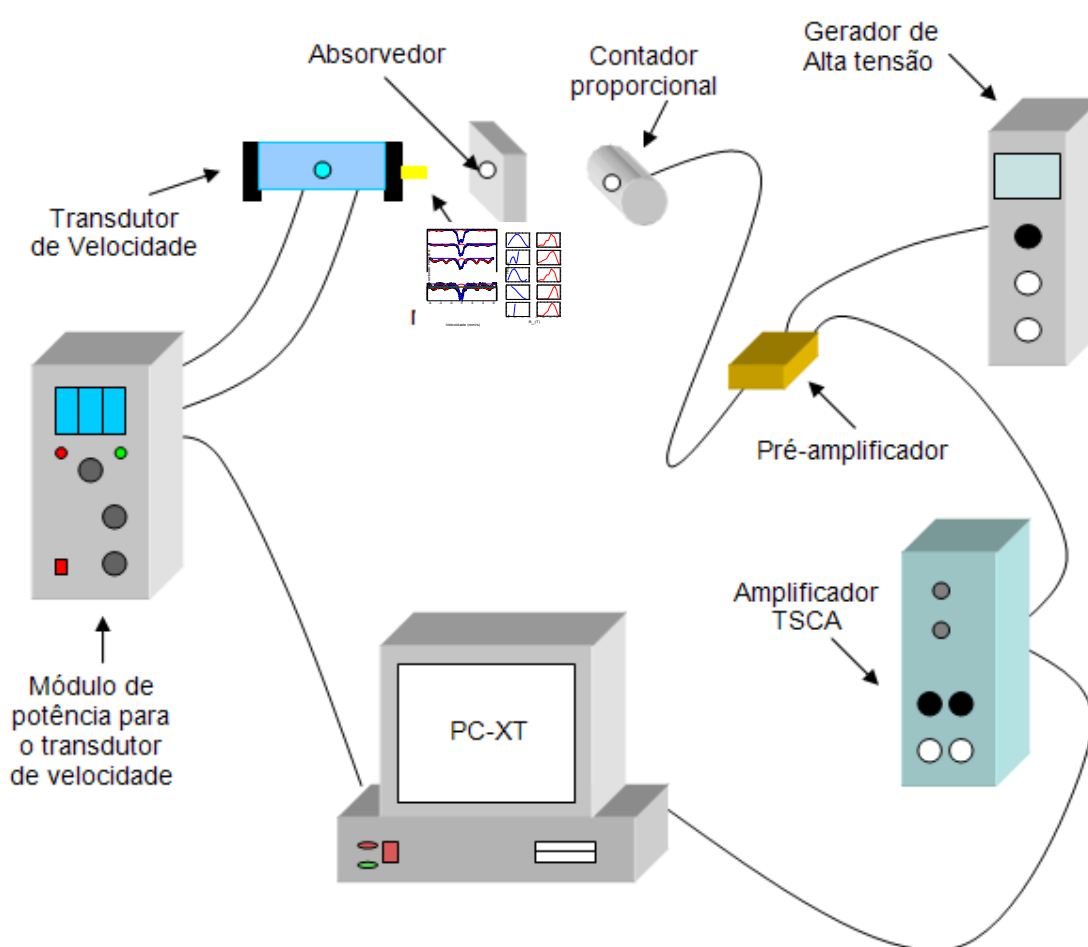 Absorvedor
Contador
proporcional
Gerador de
Alta tensão
Transdutor
de Velocidade
Pré-amplificador
Amplificador
TSCA
PC-XT
Módulo de
potência para
o transdutor
de velocidade